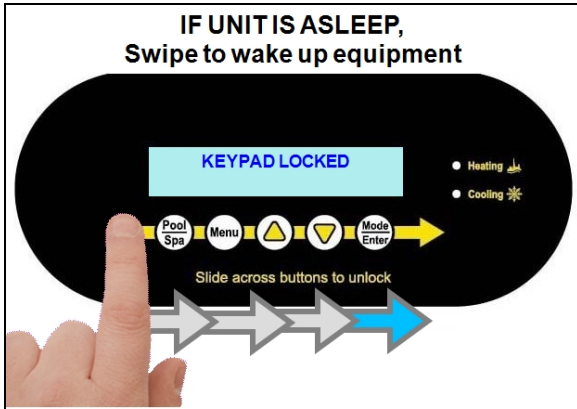 IF UNIT IS ASLEEP,
Swipe to wake up equipment
KEYPAD LOCKED
Heating
Cooling
Pool
Spa
Menu
Mode
Enter
Slide across buttons to unlock